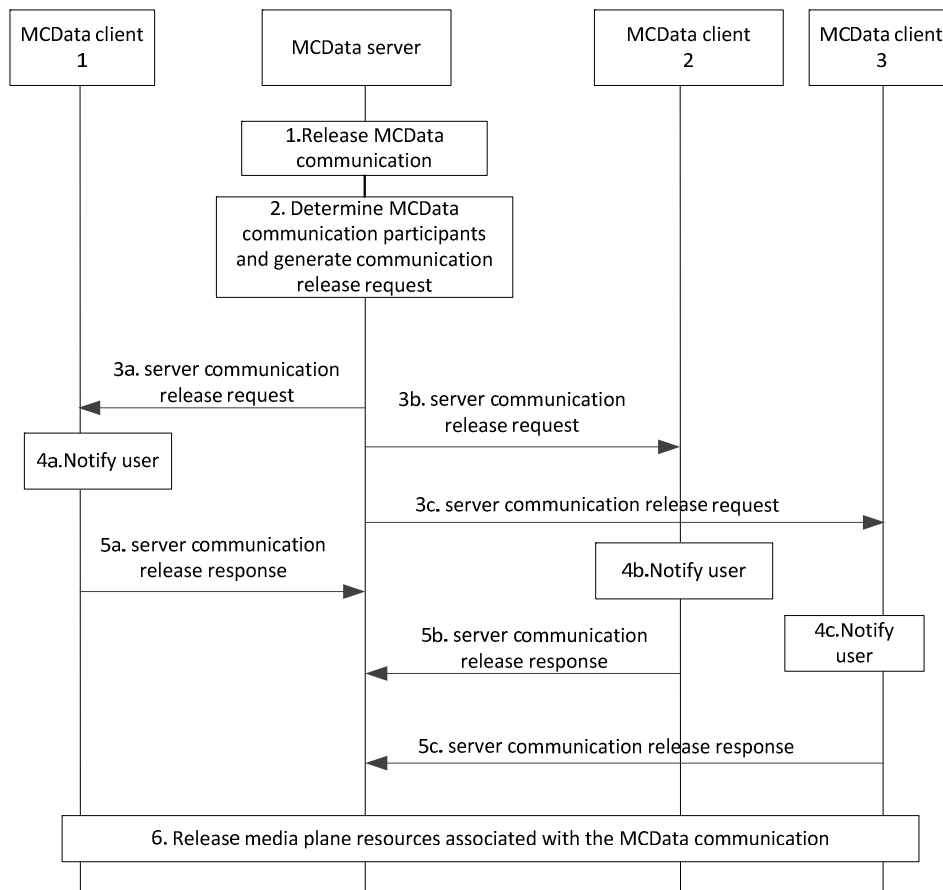 MCData client
1
MCData server
MCData client
2
MCData client
3
1.Release MCData
communication
2. Determine MCData
communication participants
and generate communication
release request
3a. server communication
release request
3b. server communication
release request
4a.Notify user
3c. server communication release request
5a. server communication
release response
4b.Notify user
4c.Notify
user
5b. server communication
release response
5c. server communication release response
6. Release media plane resources associated with the MCData communication